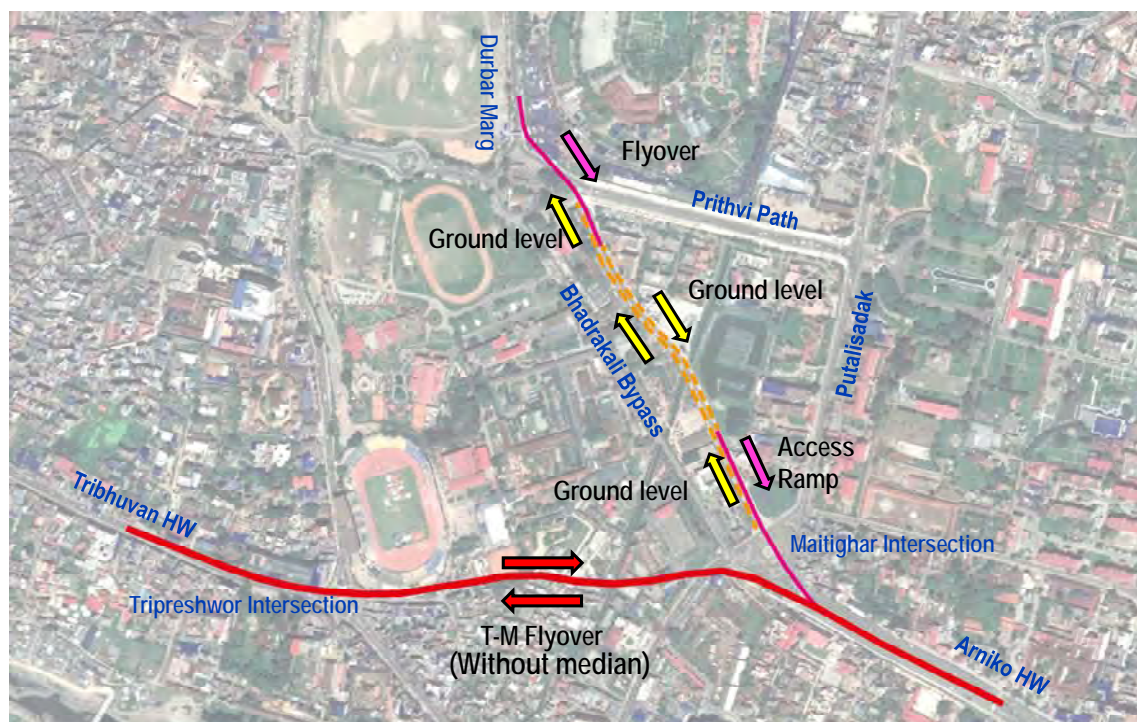 Durbar Marg
Flyover
Prithvi Path
Ground level
Ground level
Bhadrakali Bypass
Putalisadak
Access
Ramp
Ground level
Tribhuvan HW
Maitighar Intersection
Tripreshwor Intersection
T-M Flyover
(Without median)
Arniko HW